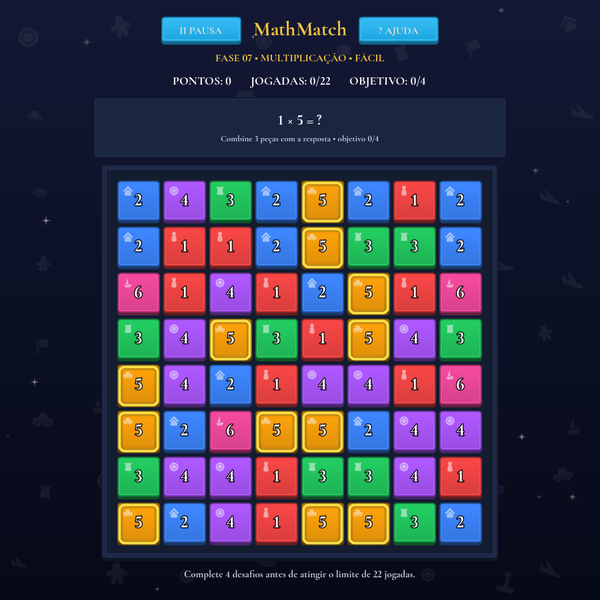 II PAUSA MathMatch ? AJUDA
FASE 07 • MULTIPLICAÇÃO • FÁCIL
PONTOS: 0 JOGADAS: 0/22 OBJETIVO: 0/4
1 × 5 = ?
Combine 3 peças com a resposta • objetivo 0/4
2 4 3 2 5 2 1 2
2 1 1 2 5 3 3 2
6 1 4 1 2 5 1 6
3 4 5 3 1 5 4 3
5 4 2 1 4 4 1 6
5 2 6 5 5 2 4 4
3 4 4 1 3 3 4 1
5 2 4 1 5 5 3 2
Complete 4 desafios antes de atingir o limite de 22 jogadas.